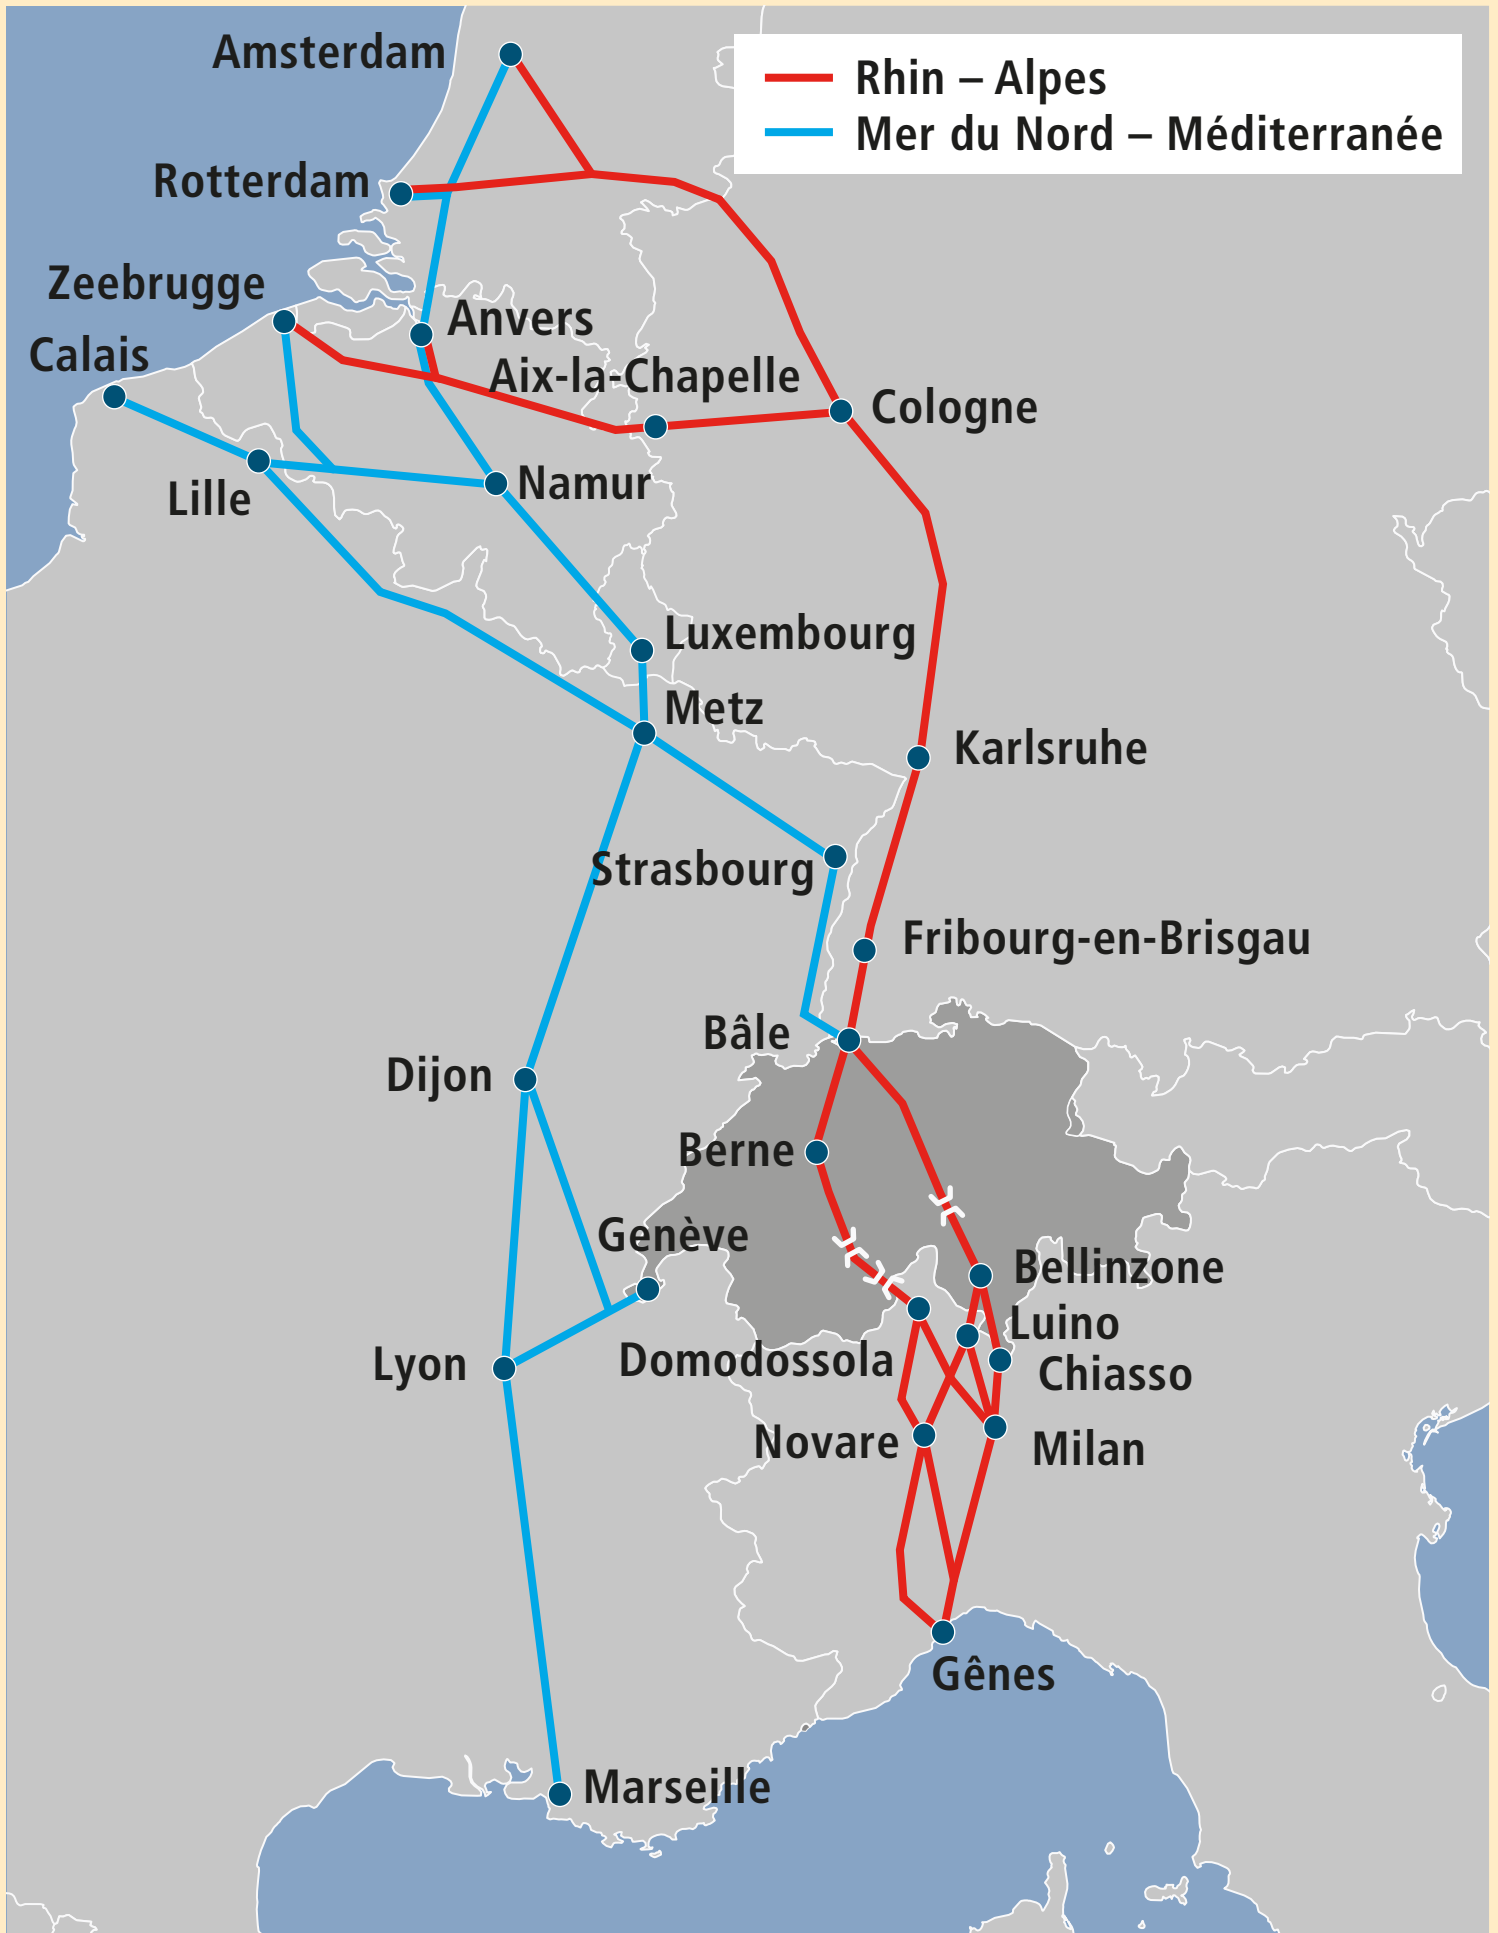 Amsterdam
Rhin – Alpes
Mer du Nord – Méditerranée
Rotterdam
Zeebrugge
Anvers
Calais
Aix-la-Chapelle
Cologne
Lille
Namur
Luxembourg
Metz
Karlsruhe
Strasbourg
Fribourg-en-Brisgau
Bâle
Dijon
Berne
Genève
Bellinzone
Luino
Domodossola
Lyon
Chiasso
Novare
Milan
Gênes
Marseille